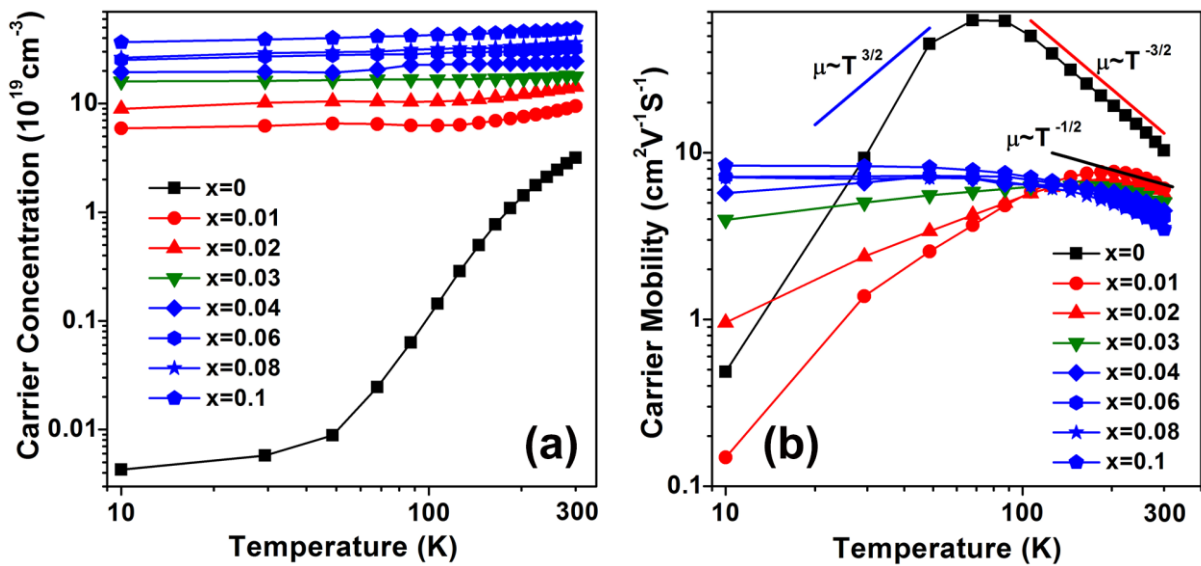 Carrier Concentration (10¹⁹cm⁻³)
10
1
0.1
0.01
x=0
x=0.01
x=0.02
x=0.03
x=0.04
x=0.06
x=0.08
x=0.1
(a)
10 100 300
Temperature (K)
Carrier Mobility (cm²V⁻¹S⁻¹)
10
1
0.1
μ~T³/²
μ~T⁻³/²
μ~T⁻¹/²
x=0
x=0.01
x=0.02
x=0.03
x=0.04
x=0.06
x=0.08
x=0.1
(b)
10 100 300
Temperature (K)